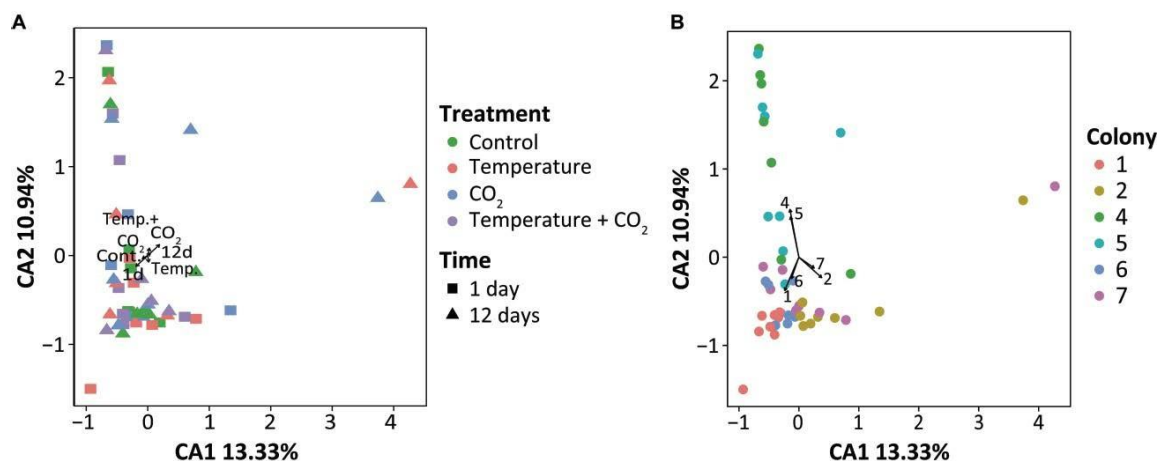 A
2
1
0
−1
CA2 10.94%
Temp.+
CO2
CO2
Cont.
12d
1d
Temp.
−1 0 1 2 3 4
CA1 13.33%
Treatment
Control
Temperature
CO2
Temperature + CO2
Time
1 day
12 days
B
2
1
0
−1
CA2 10.94%
4
5
7
6
2
1
−1 0 1 2 3 4
CA1 13.33%
Colony
1
2
4
5
6
7